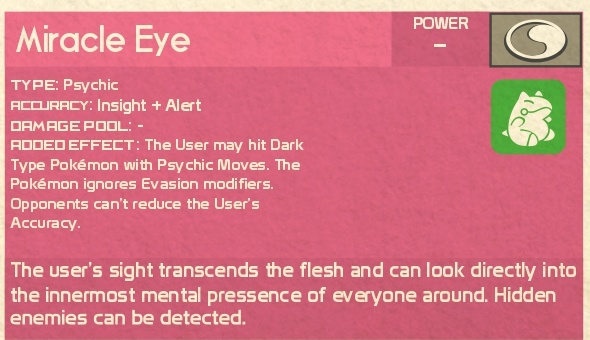 Miracle Eye
POWER
–
TYPE: Psychic
ACCURACY: Insight + Alert
DAMAGE POOL: -
ADDED EFFECT: The User may hit Dark
Type Pokémon with Psychic Moves. The
Pokémon ignores Evasion modifiers.
Opponents can't reduce the User's
Accuracy.
The user's sight transcends the flesh and can look directly into
the innermost mental pressence of everyone around. Hidden
enemies can be detected.